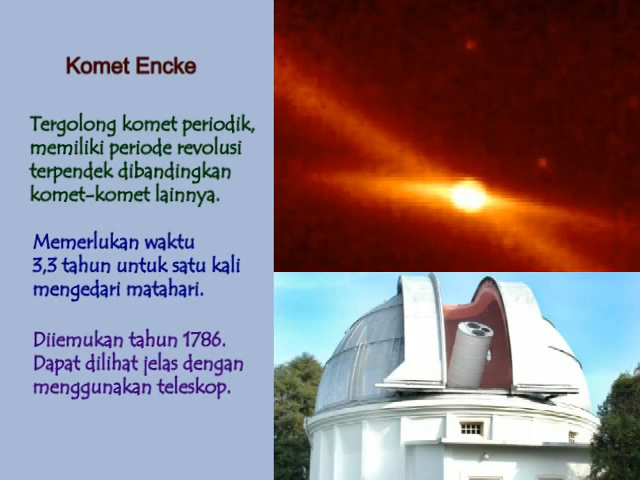 Komet Encke
Tergolong komet periodik,
memiliki periode revolusi
terpendek dibandingkan
komet-komet lainnya.
Memerlukan waktu
3,3 tahun untuk satu kali
mengedari matahari.
Diiemukan tahun 1786.
Dapat dilihat jelas dengan
menggunakan teleskop.